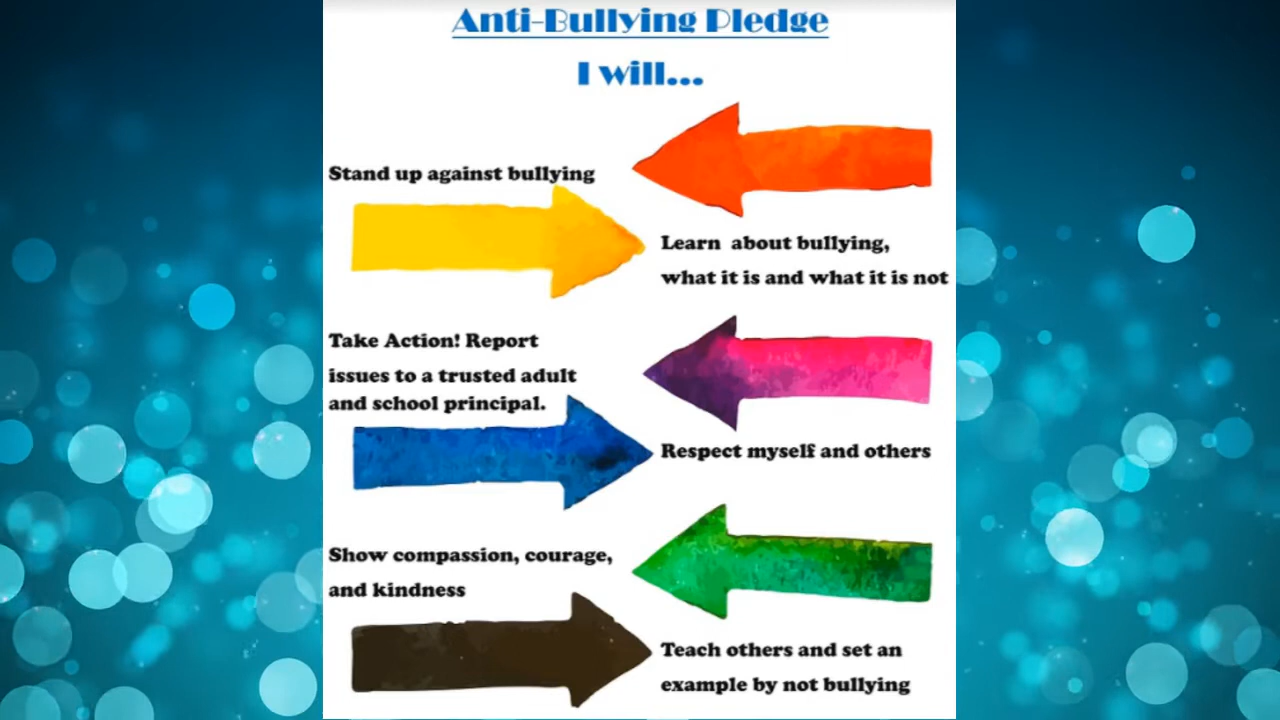 Anti-Bullying Pledge
I will...
Stand up against bullying
Learn about bullying,
what it is and what it is not
Take Action! Report
issues to a trusted adult
and school principal.
Respect myself and others
Show compassion, courage,
and kindness
Teach others and set an
example by not bullying